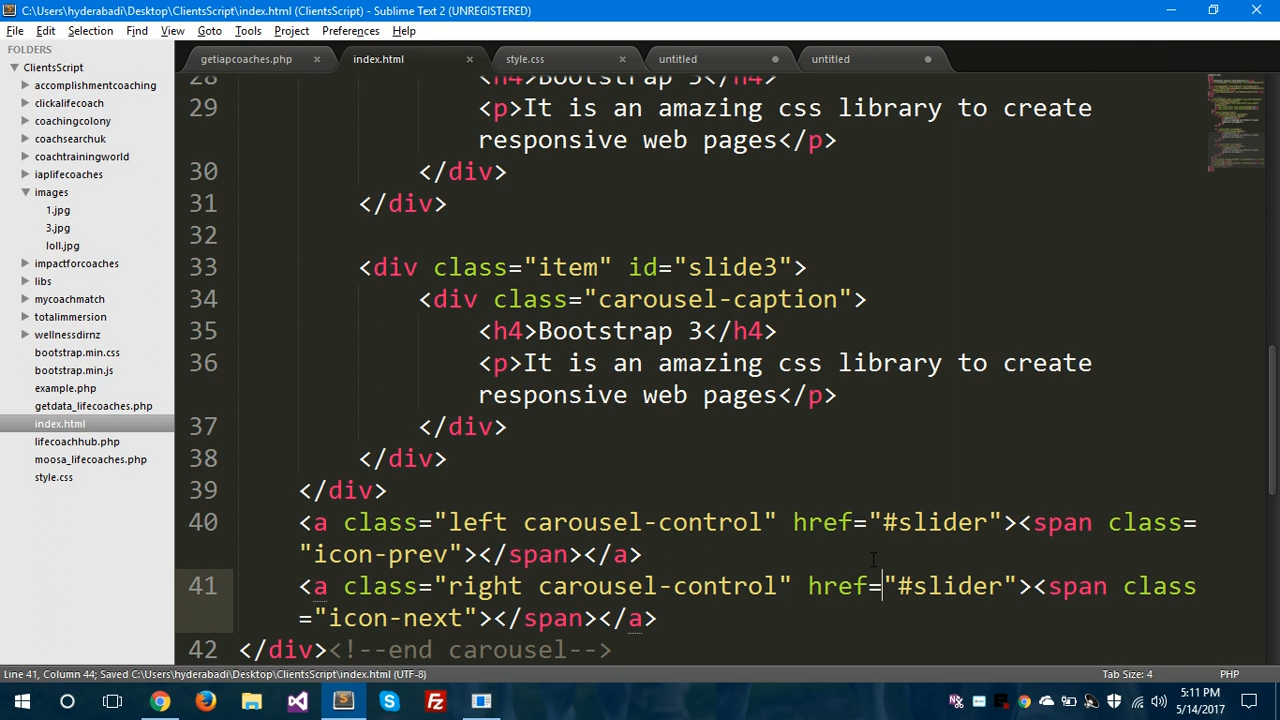 C:\Users\hyderabadi\Desktop\ClientsScript\index.html (ClientsScript) - Sublime Text 2 (UNREGISTERED)
File Edit Selection Find View Goto Tools Project Preferences Help
FOLDERS
ClientsScript
accomplishmentcoaching
clickalifecoach
coachingcolony
coachsearchuk
coachtrainingworld
iaplifecoaches
images
1.jpg
3.jpg
loll.jpg
impactforcoaches
libs
mycoachmatch
totalimmersion
wellnessdirnz
bootstrap.min.css
bootstrap.min.js
example.php
getdata_lifecoaches.php
index.html
lifecoachhub.php
moosa_lifecoaches.php
style.css
getiapcoaches.php index.html style.css untitled untitled
28 <h4>Bootstrap 3</h4>
29 <p>It is an amazing css library to create
responsive web pages</p>
30 </div>
31 </div>
32
33 <div class="item" id="slide3">
34 <div class="carousel-caption">
35 <h4>Bootstrap 3</h4>
36 <p>It is an amazing css library to create
responsive web pages</p>
37 </div>
38 </div>
39 </div>
40 <a class="left carousel-control" href="#slider"><span class=
"icon-prev"></span></a>
41 <a class="right carousel-control" href="#slider"><span class
="icon-next"></span></a>
42 </div><!--end carousel-->
Line 41, Column 44; Saved C:\Users\hyderabadi\Desktop\ClientsScript\index.html (UTF-8) Tab Size: 4 PHP
5:11 PM
5/14/2017